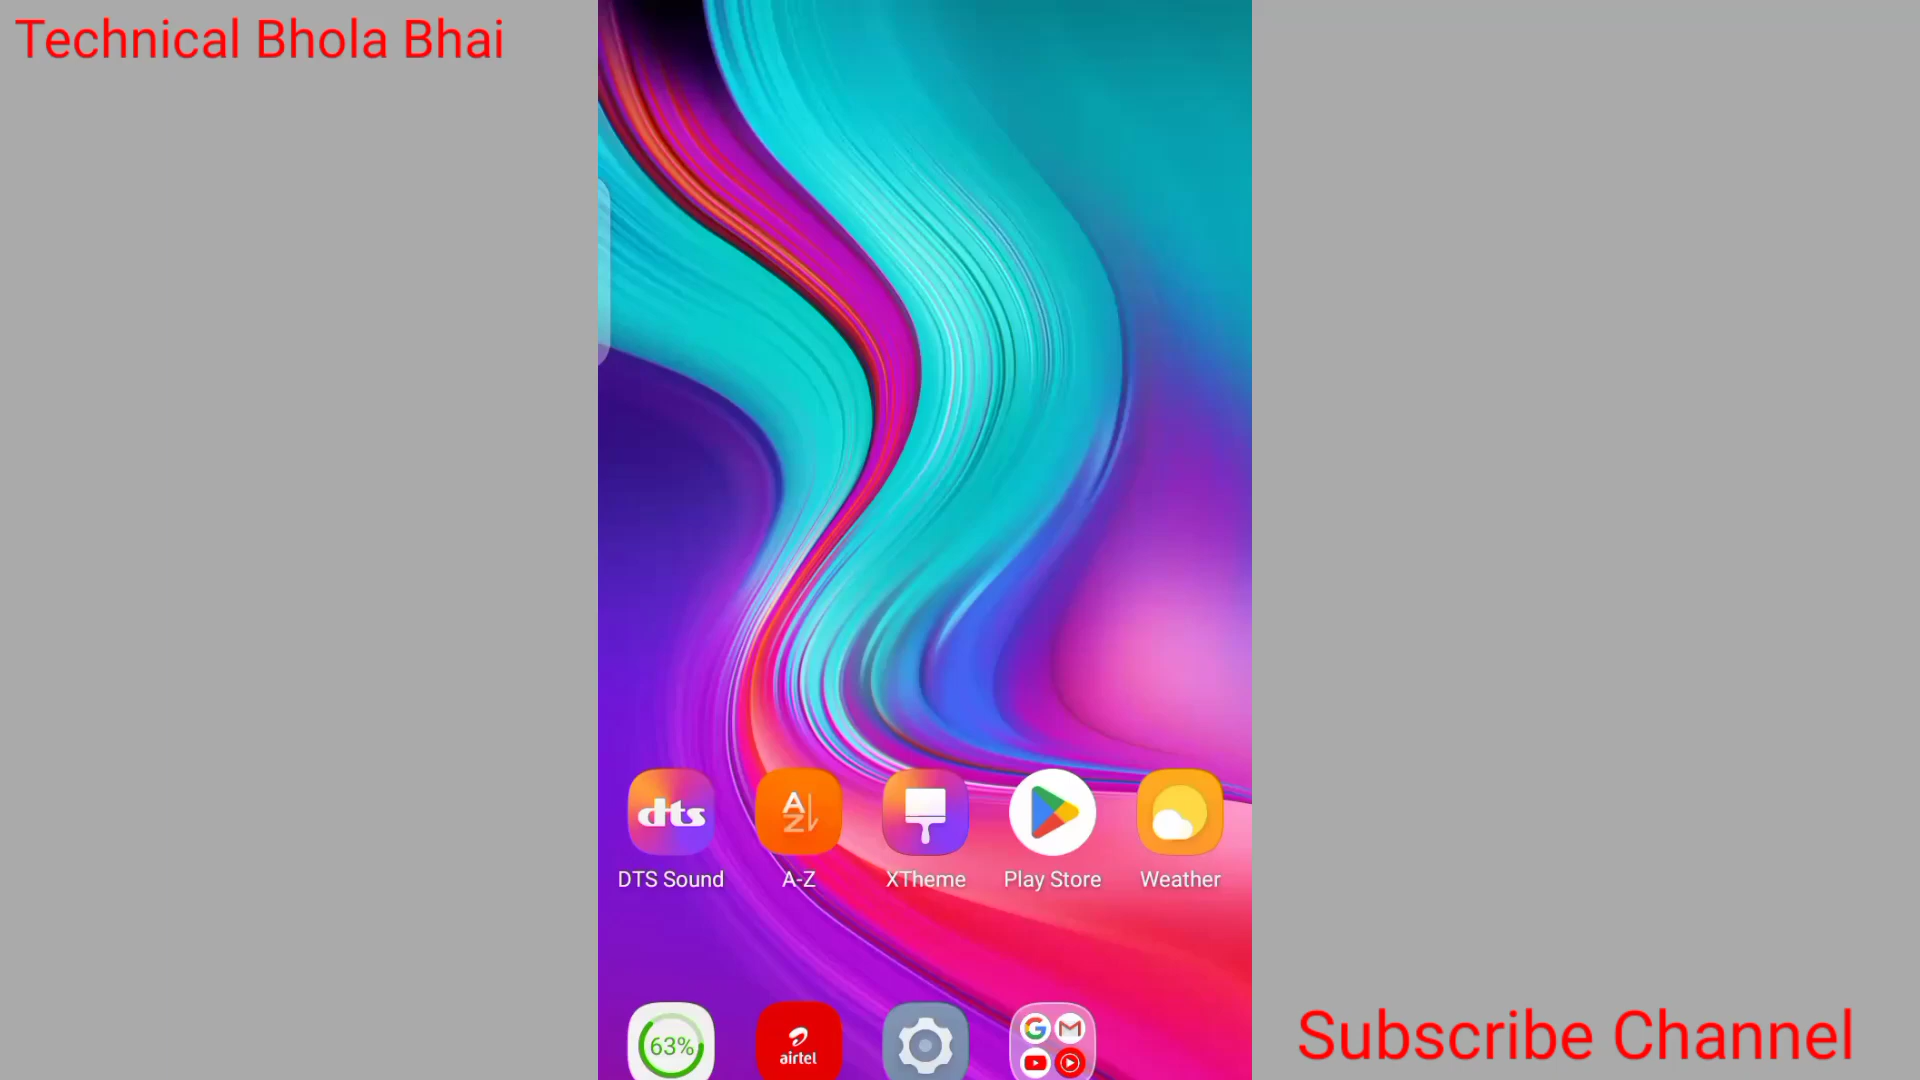 Technical Bhola Bhai
dts
A
Z
DTS Sound
A-Z
XTheme
Play Store
Weather
63%
airtel
Subscribe Channel